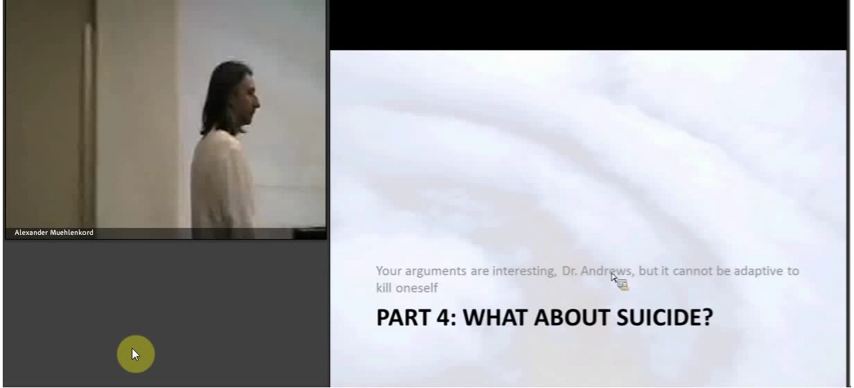 Alexander Muehlenkord
Your arguments are interesting, Dr. Andrews, but it cannot be adaptive to
kill oneself
PART 4: WHAT ABOUT SUICIDE?